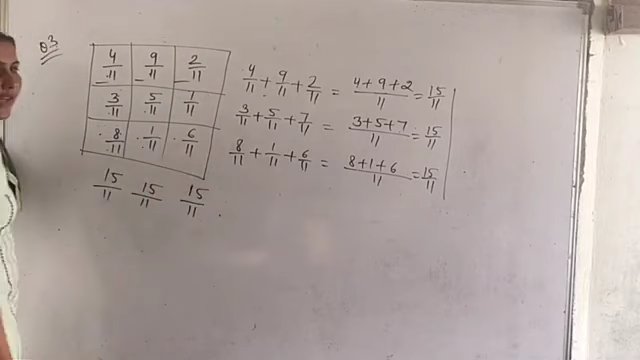 Q3
4/11 9/11 2/11
3/11 5/11 1/11
8/11 1/11 6/11
15/11 15/11 15/11
4/11 + 9/11 + 2/11 = 4+9+2/11 = 15/11
3/11 + 5/11 + 7/11 = 3+5+7/11 = 15/11
8/11 + 1/11 + 6/11 = 8+1+6/11 = 15/11